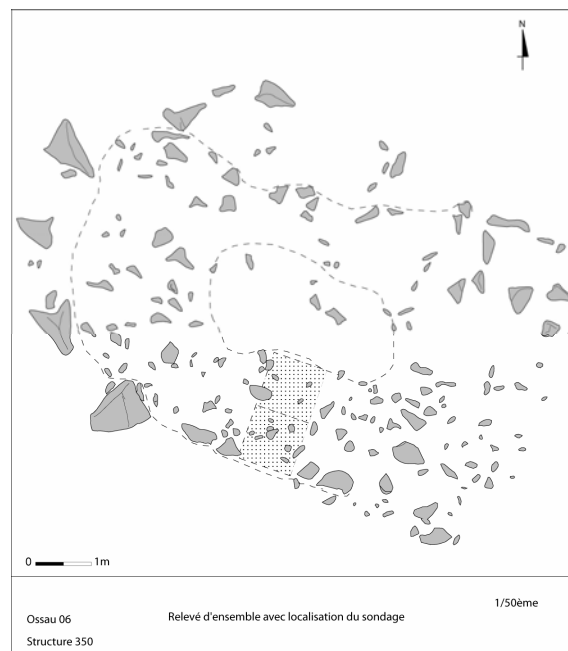 N
0 1m
1/50ème
Ossau 06 Relevé d'ensemble avec localisation du sondage
Structure 350